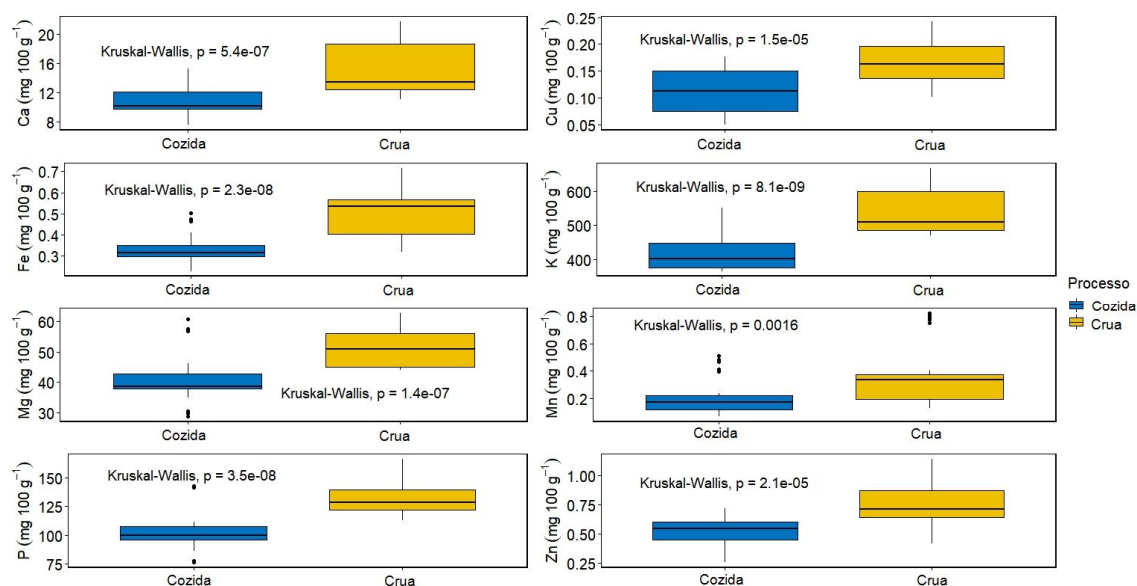 Ca (mg 100 g⁻¹)
20
16
12
8
Kruskal-Wallis, p = 5.4e-07
Cozida
Crua
Cu (mg 100 g⁻¹)
0.25
0.20
0.15
0.10
0.05
Kruskal-Wallis, p = 1.5e-05
Cozida
Crua
Fe (mg 100 g⁻¹)
0.7
0.6
0.5
0.4
0.3
Kruskal-Wallis, p = 2.3e-08
Cozida
Crua
K (mg 100 g⁻¹)
600
500
400
Kruskal-Wallis, p = 8.1e-09
Cozida
Crua
Mg (mg 100 g⁻¹)
60
50
40
30
Kruskal-Wallis, p = 1.4e-07
Cozida
Crua
Mn (mg 100 g⁻¹)
0.8
0.6
0.4
0.2
Kruskal-Wallis, p = 0.0016
Cozida
Crua
P (mg 100 g⁻¹)
150
125
100
75
Kruskal-Wallis, p = 3.5e-08
Cozida
Crua
Zn (mg 100 g⁻¹)
1.00
0.75
0.50
0.25
Kruskal-Wallis, p = 2.1e-05
Cozida
Crua
Processo
Cozida
Crua